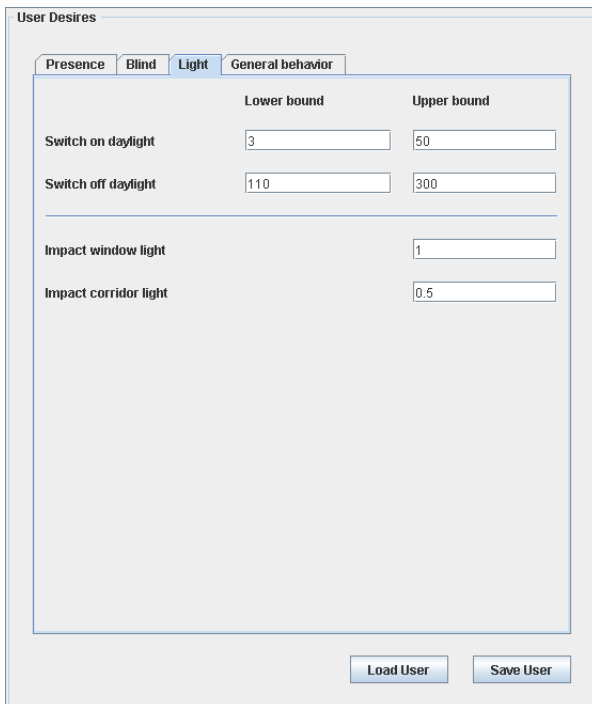 User Desires
Presence Blind Light General behavior
Lower bound Upper bound
Switch on daylight 3 50
Switch off daylight 110 300
Impact window light 1
Impact corridor light 0.5
Load User Save User